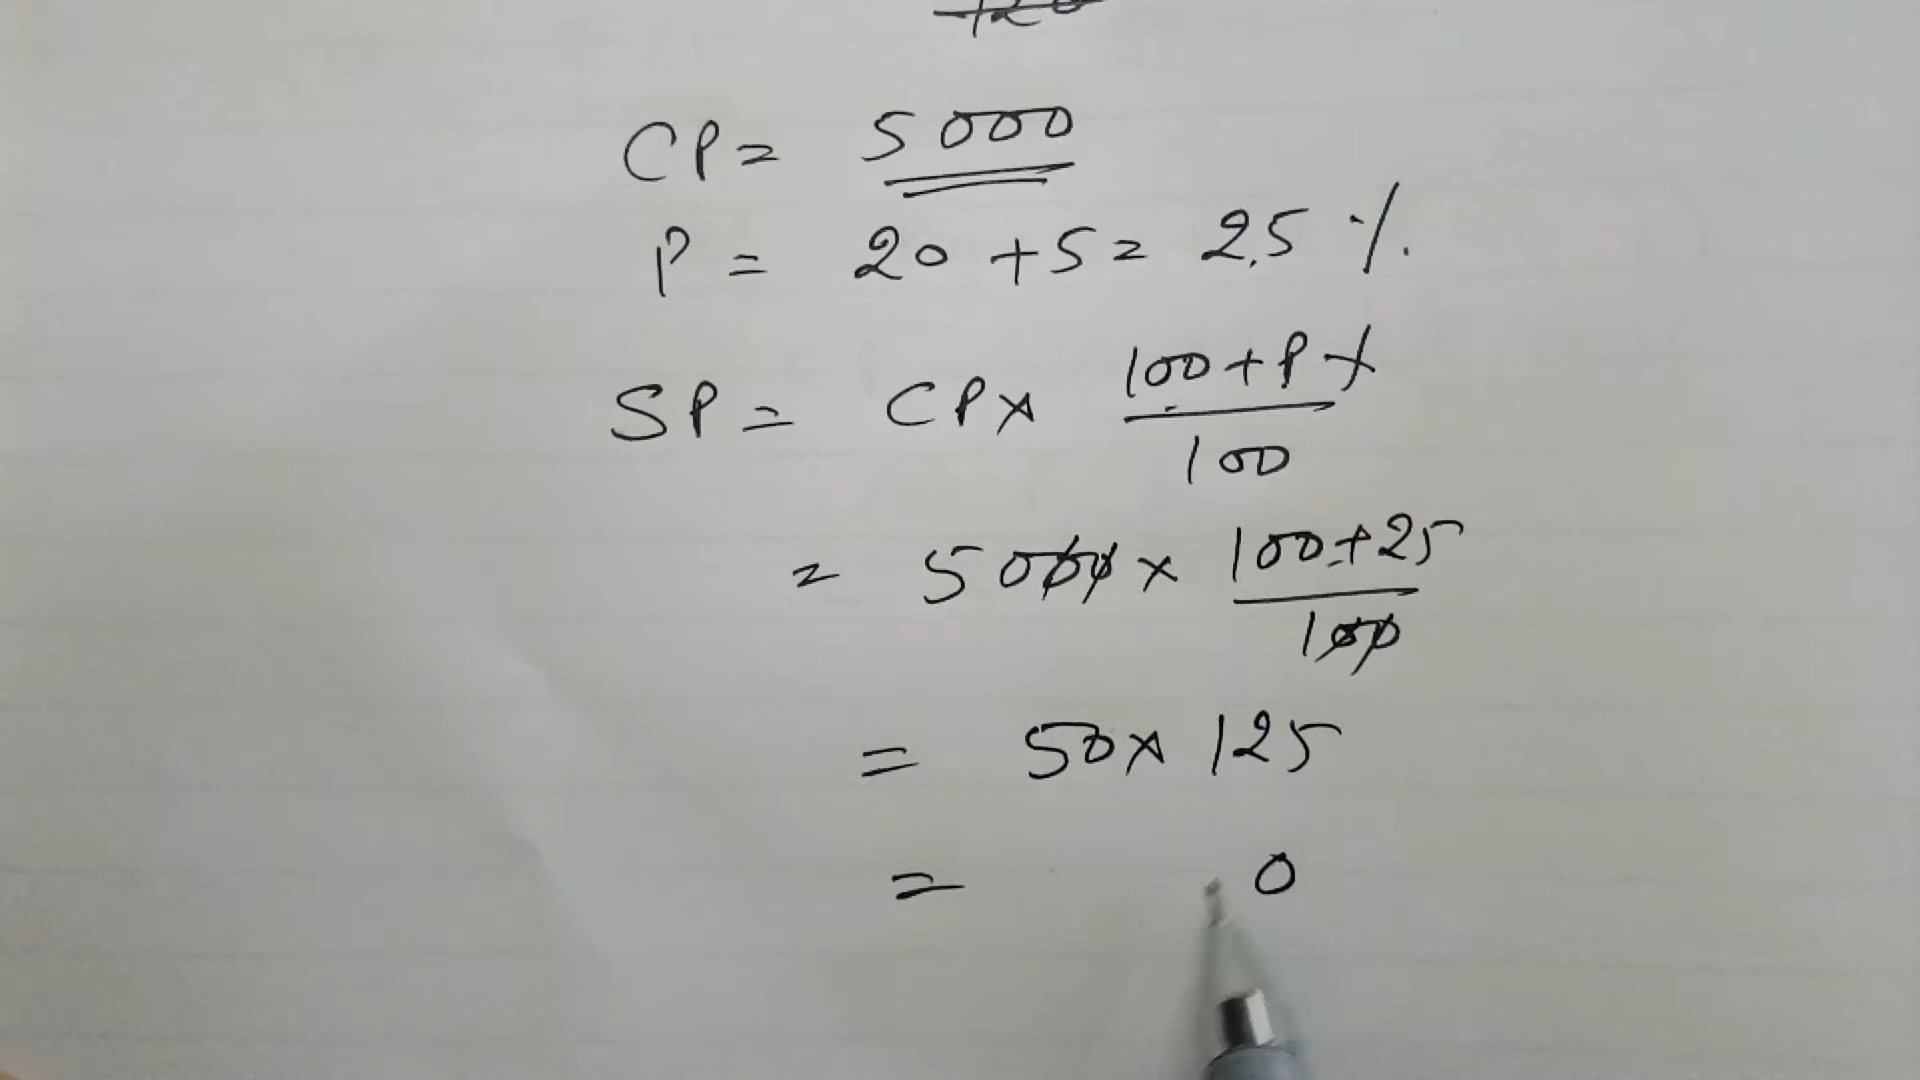 CP = 5000
P = 20 + 5 = 25 %
SP = CP × 100 + P %
100
= 5000 × 100 + 25
100
= 50 × 125
= 0